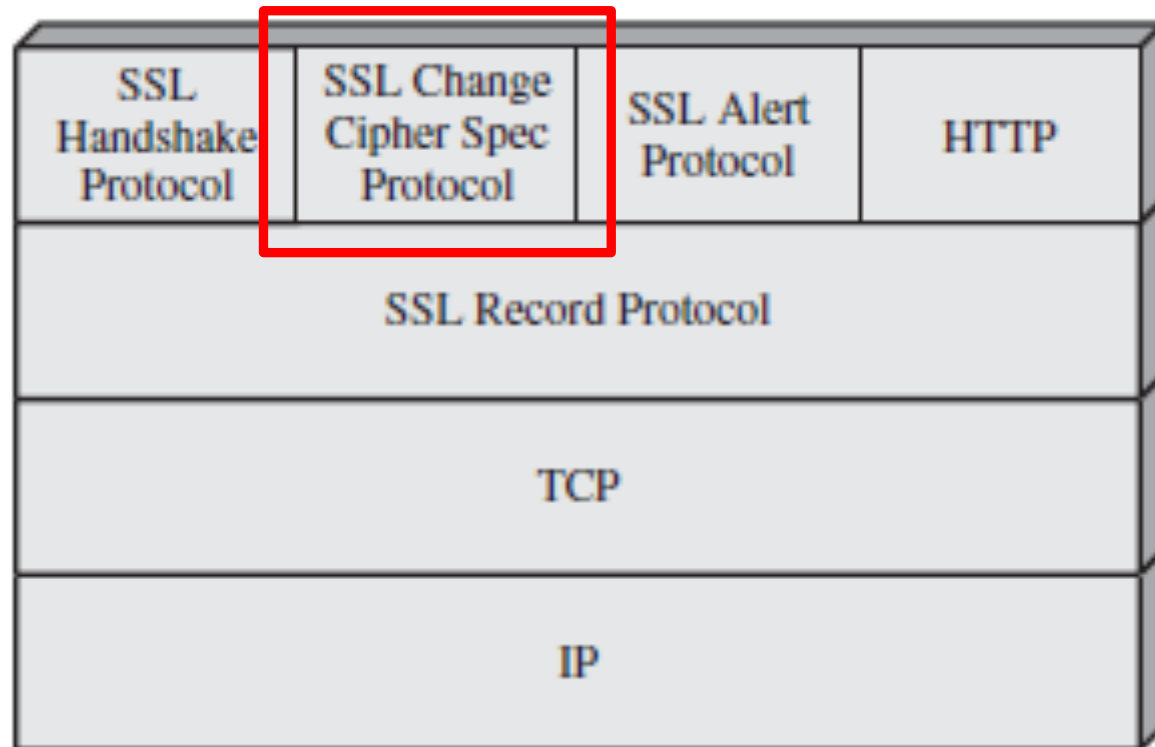 SSL
Handshake
Protocol
SSL Change
Cipher Spec
Protocol
SSL Alert
Protocol
HTTP
SSL Record Protocol
TCP
IP